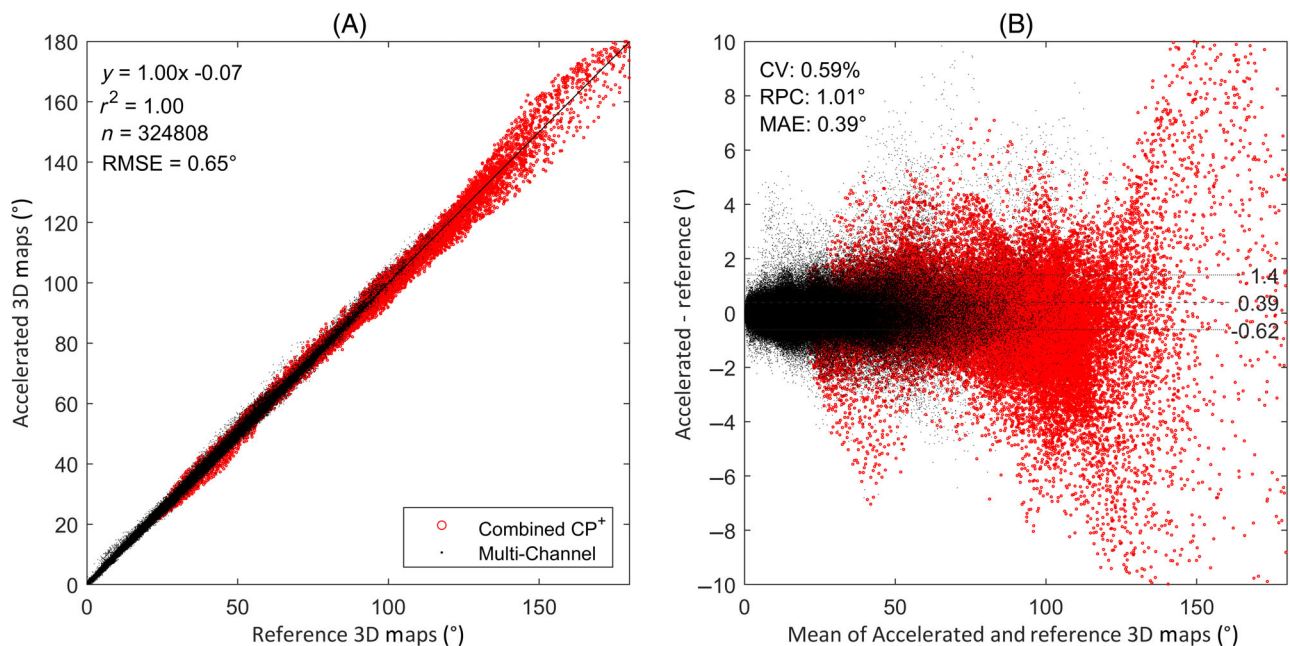 (A)
180
160
140
120
100
80
60
40
20
0
0
50
100
150
Accelerated 3D maps (°)
Reference 3D maps (°)
y = 1.00x -0.07
r² = 1.00
n = 324808
RMSE = 0.65°
Combined CP⁺
Multi-Channel
(B)
10
8
6
4
2
0
−2
−4
−6
−8
−10
0
50
100
150
Accelerated - reference (°)
Mean of Accelerated and reference 3D maps (°)
CV: 0.59%
RPC: 1.01°
MAE: 0.39°
1.4
0.39
-0.62